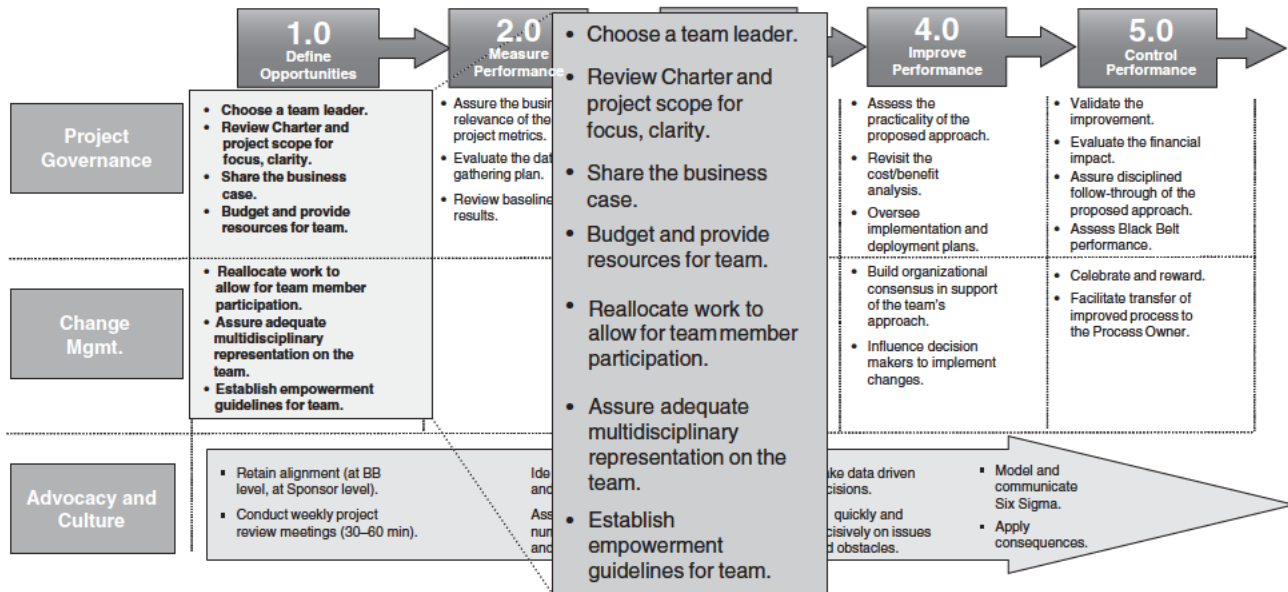 1.0
Define
Opportunities
2.0
Measure
Performance
4.0
Improve
Performance
5.0
Control
Performance
Project
Governance
• Choose a team leader.
• Review Charter and
project scope for
focus, clarity.
• Share the business
case.
• Budget and provide
resources for team.
• Assure the busin
relevance of the
project metrics.
• Evaluate the dat
gathering plan.
• Review baseline
results.
• Assess the
practicality of the
proposed approach.
• Revisit the
cost/benefit
analysis.
• Oversee
implementation and
deployment plans.
• Validate the
improvement.
• Evaluate the financial
impact.
• Assure disciplined
follow-through of the
proposed approach.
• Assess Black Belt
performance.
Change
Mgmt.
• Reallocate work to
allow for team member
participation.
• Assure adequate
multidisciplinary
representation on the
team.
• Establish empowerment
guidelines for team.
• Build organizational
consensus in support
of the team's
approach.
• Influence decision
makers to implement
changes.
• Celebrate and reward.
• Facilitate transfer of
improved process to
the Process Owner.
Advocacy and
Culture
▪ Retain alignment (at BB
level, at Sponsor level).
▪ Conduct weekly project
review meetings (30–60 min).
Ide
and
Ass
num
and
ke data driven
cisions.
quickly and
cisively on issues
d obstacles.
▪ Model and
communicate
Six Sigma.
▪ Apply
consequences.
• Choose a team leader.
• Review Charter and
project scope for
focus, clarity.
• Share the business
case.
• Budget and provide
resources for team.
• Reallocate work to
allow for team member
participation.
• Assure adequate
multidisciplinary
representation on the
team.
• Establish
empowerment
guidelines for team.